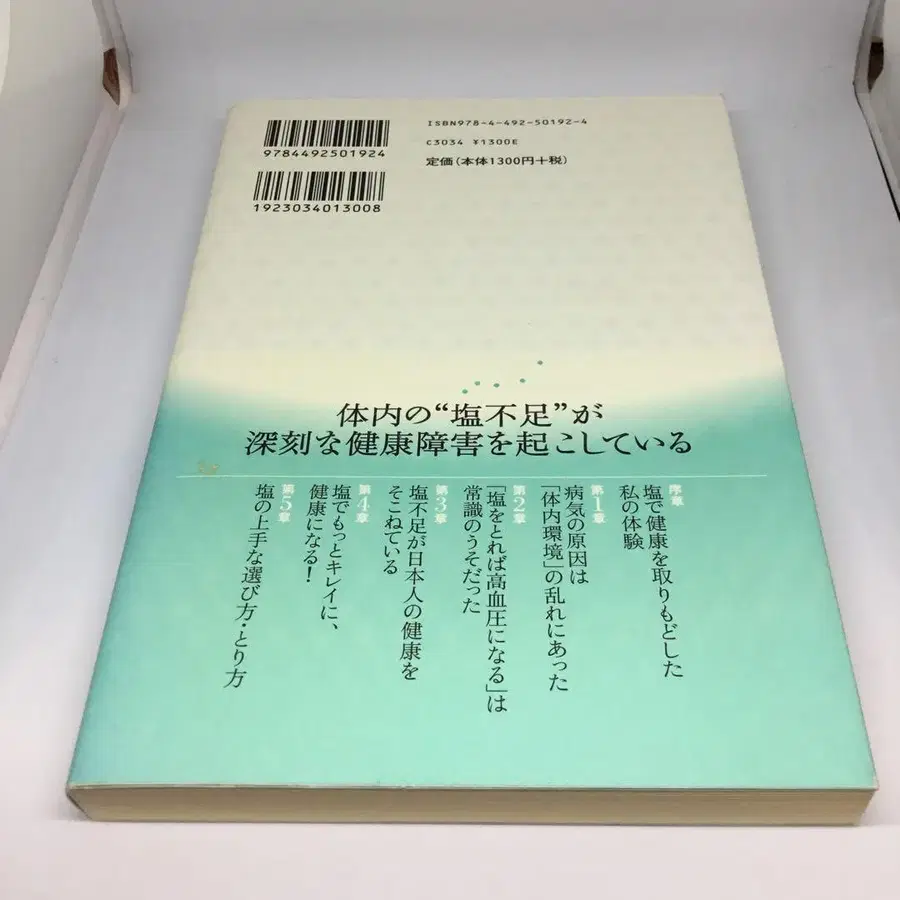 9784492501924
1923034013008
ISBN978-4-492-50192-4
C3034 ¥1300E
定価(本体1300円+税)
体内の“塩不足”が
深刻な健康障害を起こしている
序章
塩で健康を取りもどした
私の体験
第1章
病気の原因は
「体内環境」の乱れにあった
第2章
「塩をとれば高血圧になる」は
常識のうそだった
第3章
塩不足が日本人の健康を
そこねている
第4章
塩でもっとキレイに、
健康になる!
第5章
塩の上手な選び方・とり方